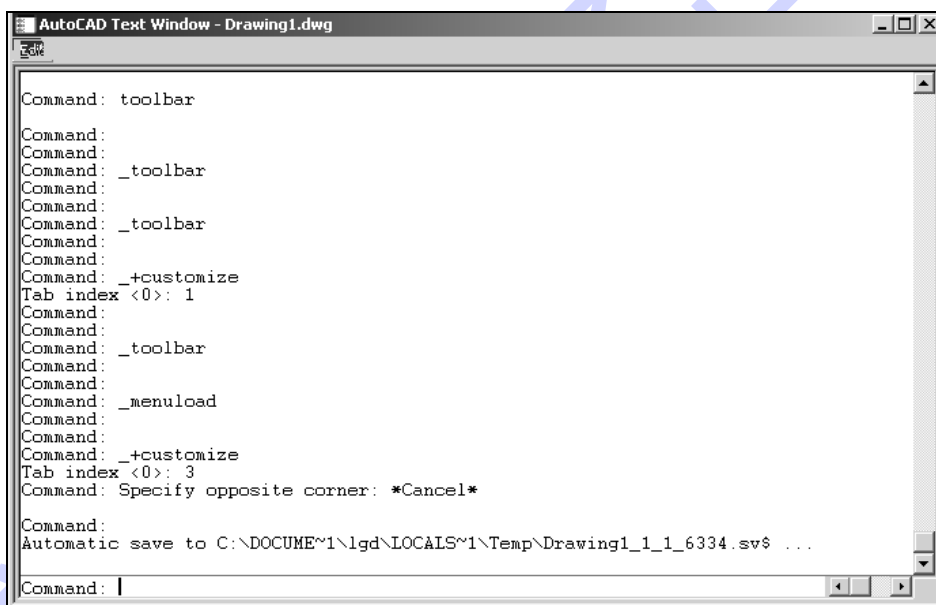 AutoCAD Text Window - Drawing1.dwg
Edit
Command: toolbar
Command:
Command:
Command: _toolbar
Command:
Command:
Command: _toolbar
Command:
Command:
Command: _+customize
Tab index <0>: 1
Command:
Command:
Command: _toolbar
Command:
Command:
Command: _menuload
Command:
Command:
Command: _+customize
Tab index <0>: 3
Command: Specify opposite corner: *Cancel*
Command:
Automatic save to C:\DOCUME~1\lgd\LOCALS~1\Temp\Drawing1_1_1_6334.sv$ ...
Command: